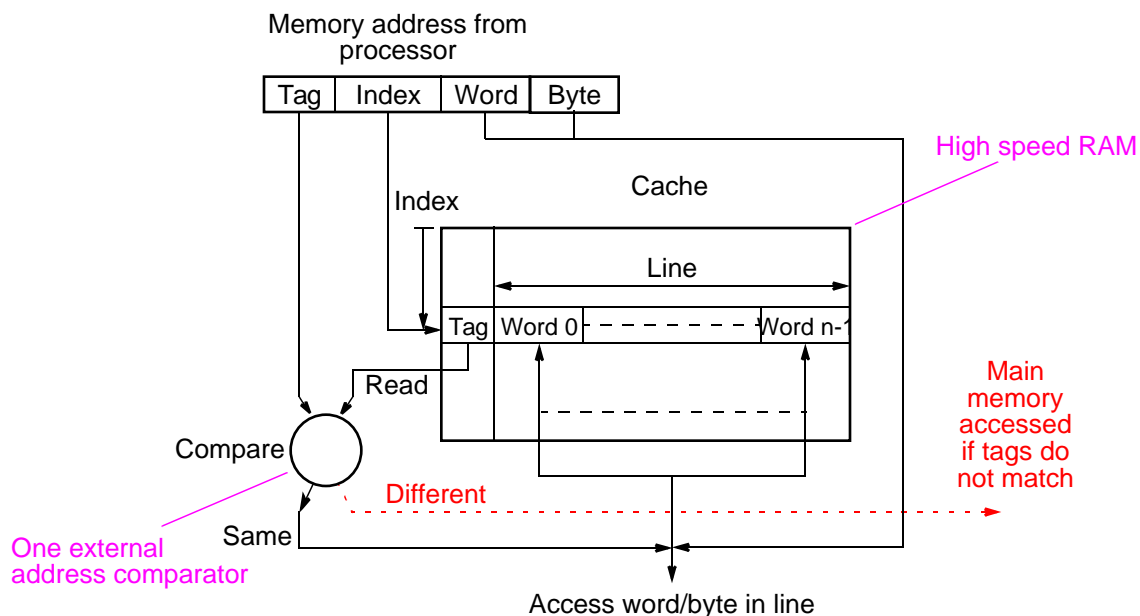 Memory address from
processor
Tag Index Word Byte
High speed RAM
Cache
Index
Line
Tag Word 0 Word n-1
Read
Main
memory
accessed
if tags do
not match
Compare
Different
Same
One external
address comparator
Access word/byte in line